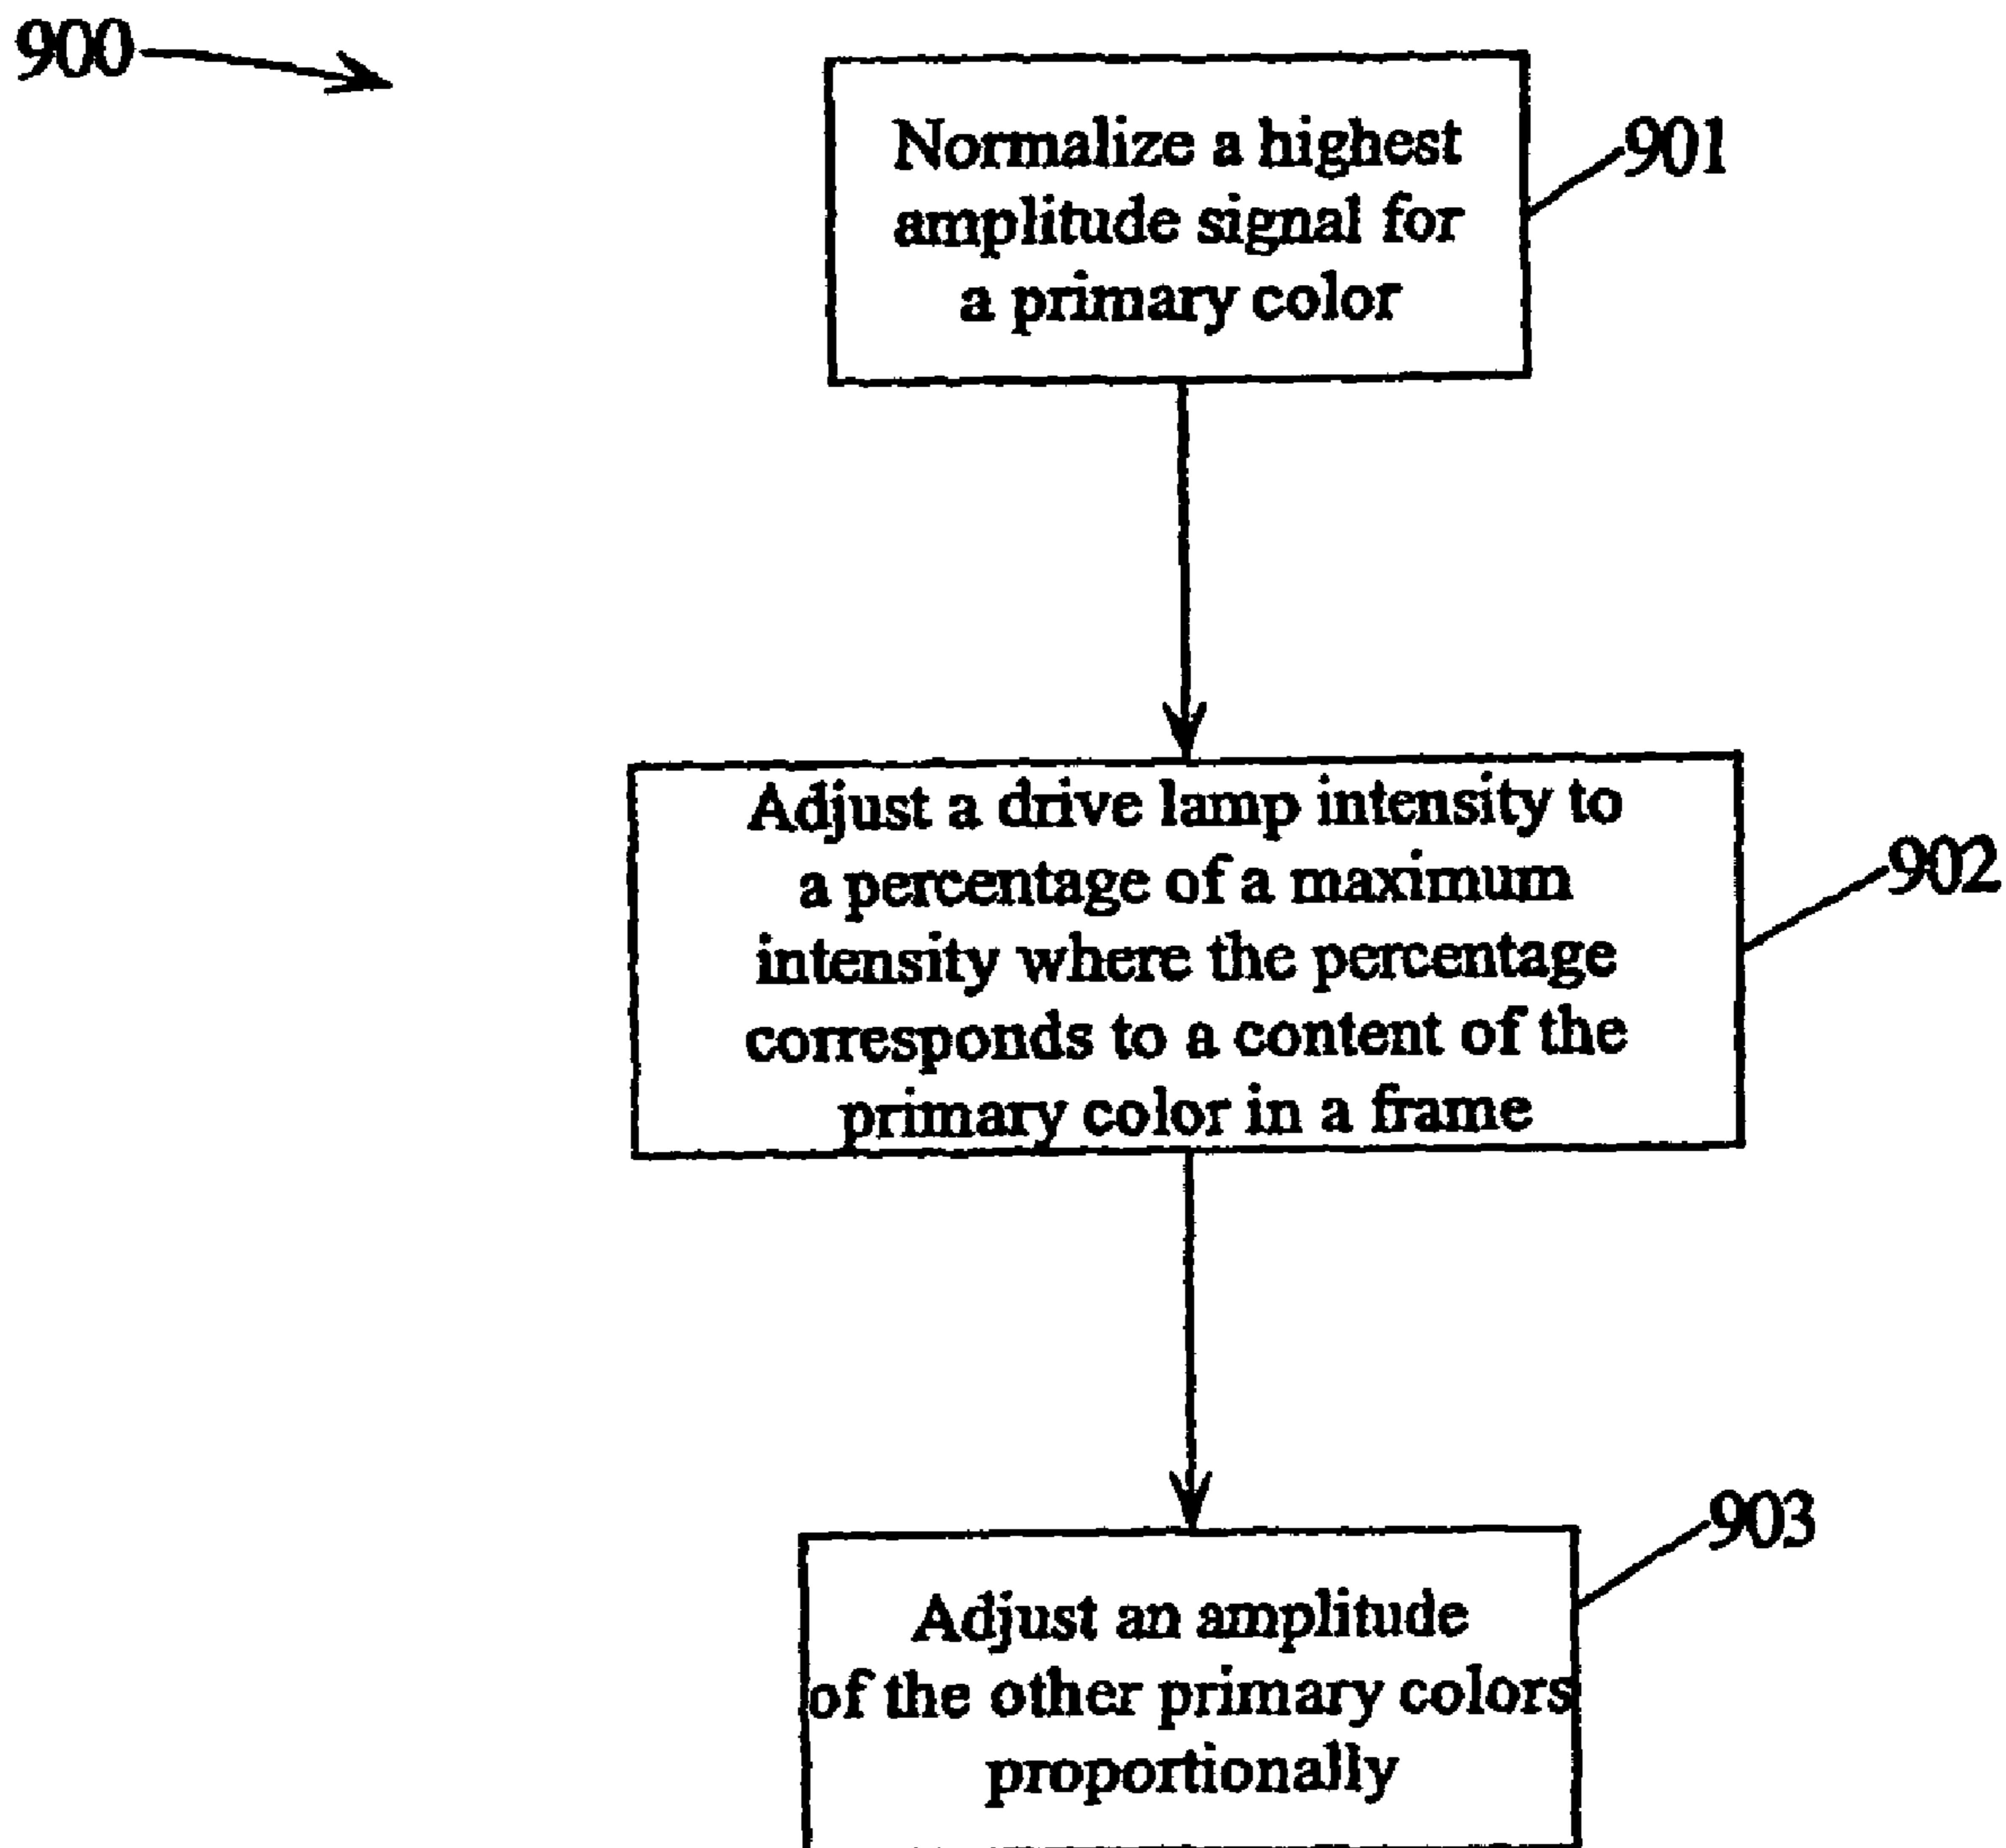 900
Normalize a highest
amplitude signal for
a primary color
901
Adjust a drive lamp intensity to
a percentage of a maximum
intensity where the percentage
corresponds to a content of the
primary color in a frame
902
Adjust an amplitude
of the other primary colors
proportionally
903